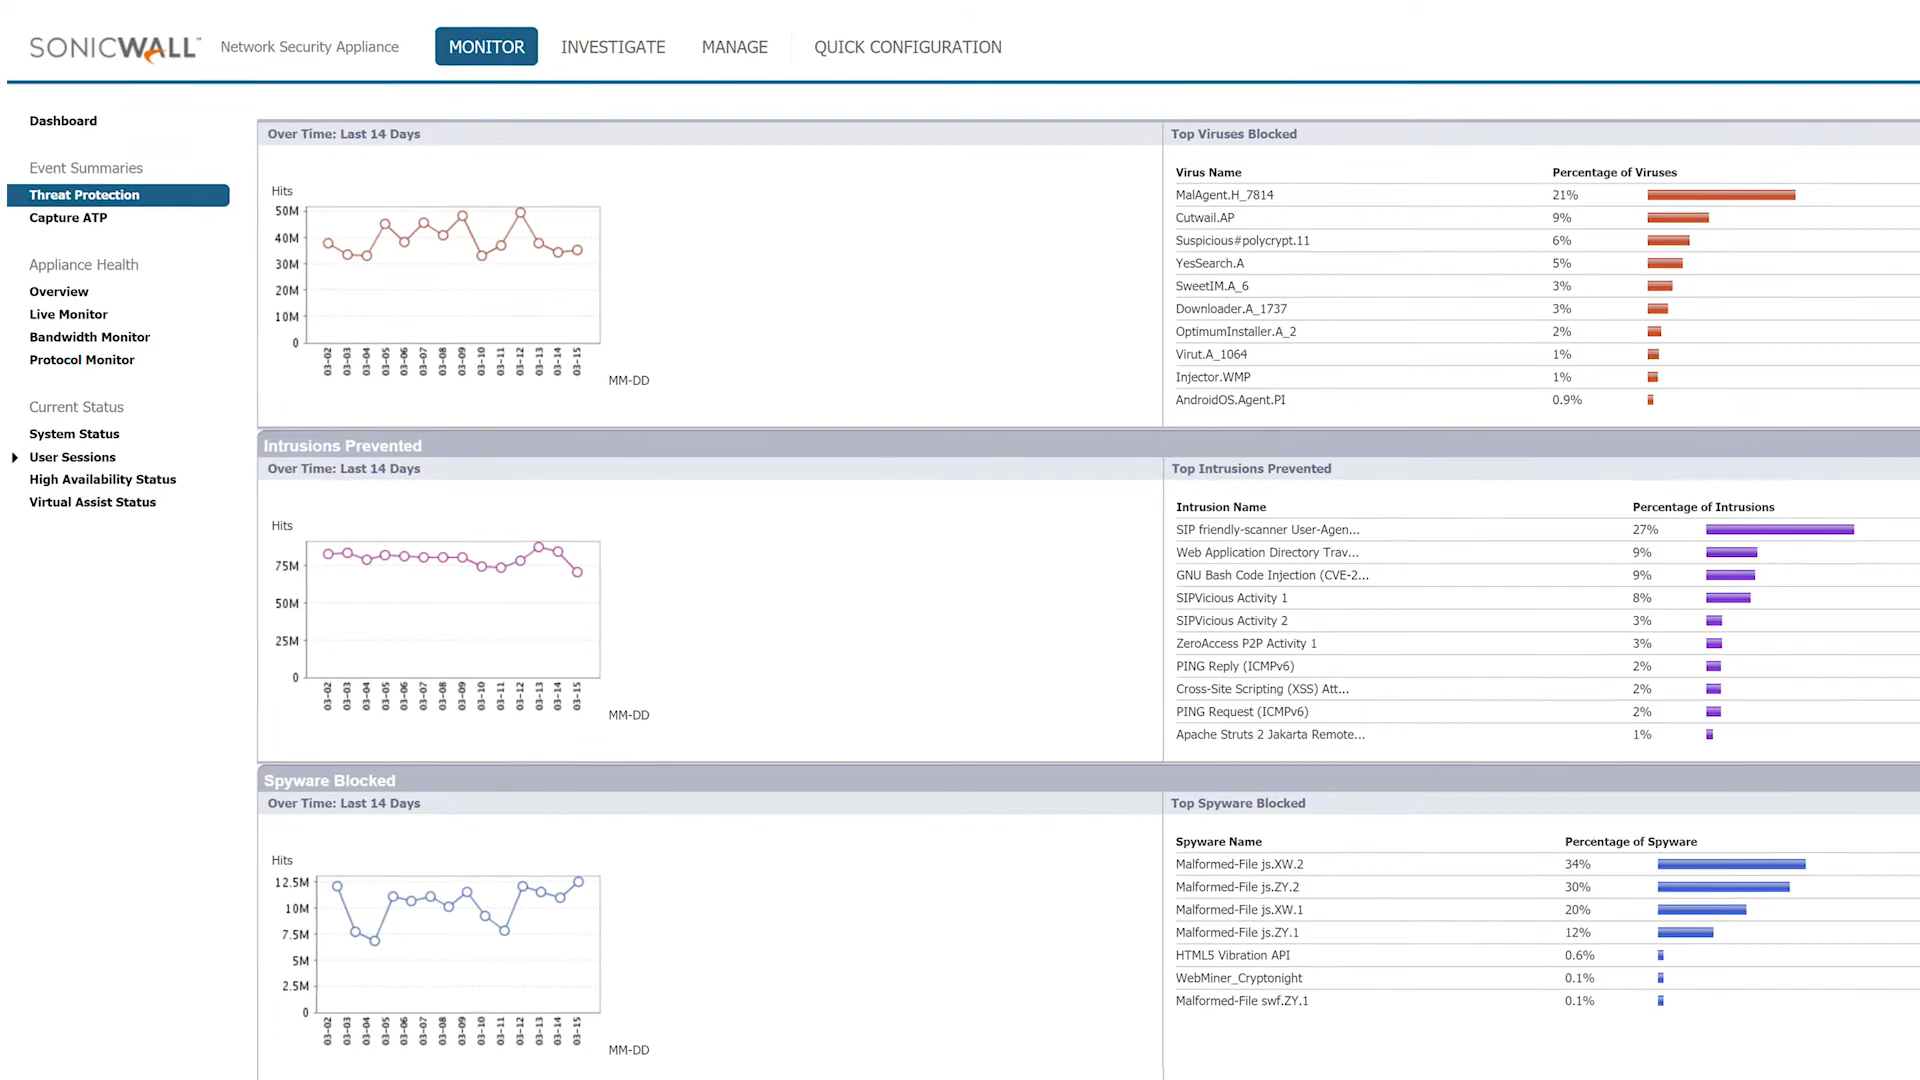 SONICWALL™ Network Security Appliance MONITOR INVESTIGATE MANAGE QUICK CONFIGURATION
Dashboard
Event Summaries
Threat Protection
Capture ATP
Appliance Health
Overview
Live Monitor
Bandwidth Monitor
Protocol Monitor
Current Status
System Status
User Sessions
High Availability Status
Virtual Assist Status
Over Time: Last 14 Days
Hits
50M
40M
30M
20M
10M
0
03-02 03-03 03-04 03-05 03-06 03-07 03-08 03-09 03-10 03-11 03-12 03-13 03-14 03-15
MM-DD
Top Viruses Blocked
Virus Name Percentage of Viruses
MalAgent.H_7814 21%
Cutwail.AP 9%
Suspicious#polycrypt.11 6%
YesSearch.A 5%
SweetIM.A_6 3%
Downloader.A_1737 3%
OptimumInstaller.A_2 2%
Virut.A_1064 1%
Injector.WMP 1%
AndroidOS.Agent.PI 0.9%
Intrusions Prevented
Over Time: Last 14 Days
Hits
75M
50M
25M
0
03-02 03-03 03-04 03-05 03-06 03-07 03-08 03-09 03-10 03-11 03-12 03-13 03-14 03-15
MM-DD
Top Intrusions Prevented
Intrusion Name Percentage of Intrusions
SIP friendly-scanner User-Agen... 27%
Web Application Directory Trav... 9%
GNU Bash Code Injection (CVE-2... 9%
SIPVicious Activity 1 8%
SIPVicious Activity 2 3%
ZeroAccess P2P Activity 1 3%
PING Reply (ICMPv6) 2%
Cross-Site Scripting (XSS) Att... 2%
PING Request (ICMPv6) 2%
Apache Struts 2 Jakarta Remote... 1%
Spyware Blocked
Over Time: Last 14 Days
Hits
12.5M
10M
7.5M
5M
2.5M
0
03-02 03-03 03-04 03-05 03-06 03-07 03-08 03-09 03-10 03-11 03-12 03-13 03-14 03-15
MM-DD
Top Spyware Blocked
Spyware Name Percentage of Spyware
Malformed-File js.XW.2 34%
Malformed-File js.ZY.2 30%
Malformed-File js.XW.1 20%
Malformed-File js.ZY.1 12%
HTML5 Vibration API 0.6%
WebMiner_Cryptonight 0.1%
Malformed-File swf.ZY.1 0.1%